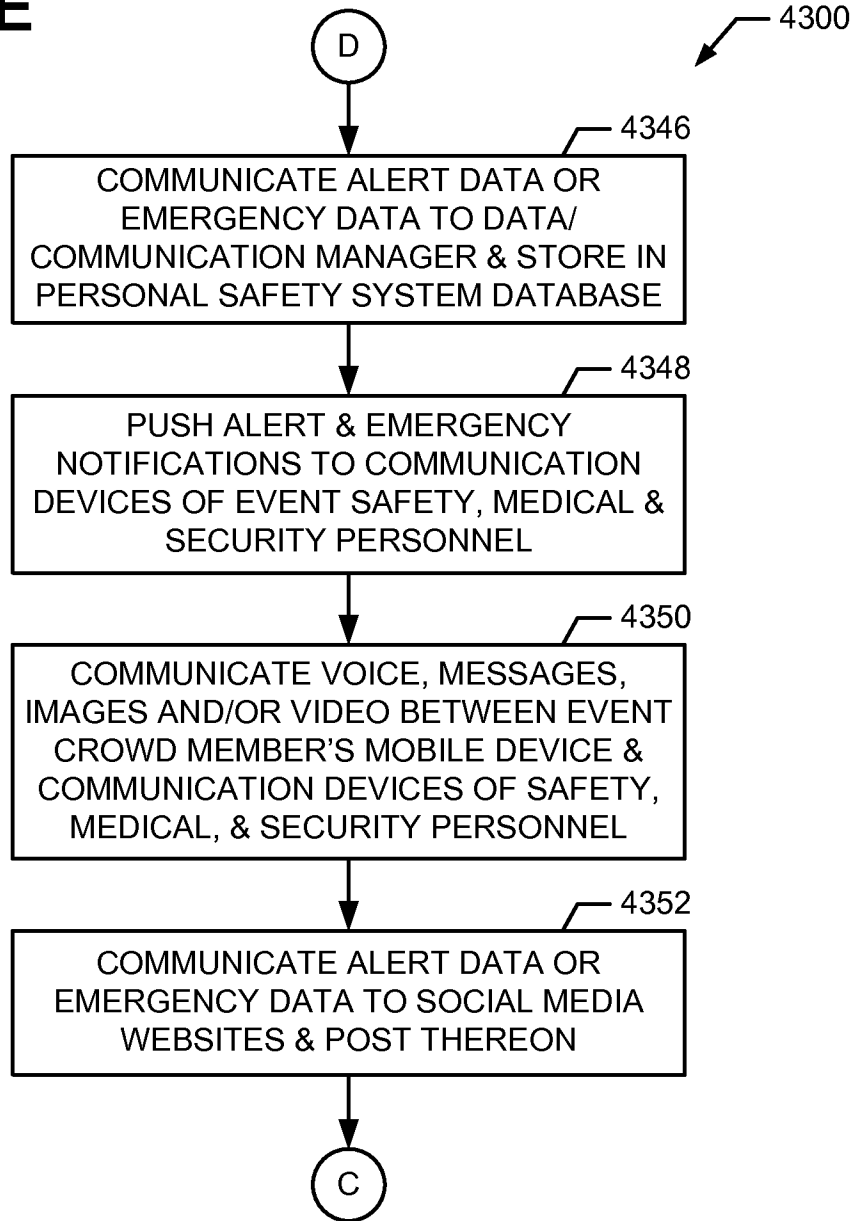 E
4300
D
4346
COMMUNICATE ALERT DATA OR
EMERGENCY DATA TO DATA/
COMMUNICATION MANAGER & STORE IN
PERSONAL SAFETY SYSTEM DATABASE
4348
PUSH ALERT & EMERGENCY
NOTIFICATIONS TO COMMUNICATION
DEVICES OF EVENT SAFETY, MEDICAL &
SECURITY PERSONNEL
4350
COMMUNICATE VOICE, MESSAGES,
IMAGES AND/OR VIDEO BETWEEN EVENT
CROWD MEMBER’S MOBILE DEVICE &
COMMUNICATION DEVICES OF SAFETY,
MEDICAL, & SECURITY PERSONNEL
4352
COMMUNICATE ALERT DATA OR
EMERGENCY DATA TO SOCIAL MEDIA
WEBSITES & POST THEREON
C